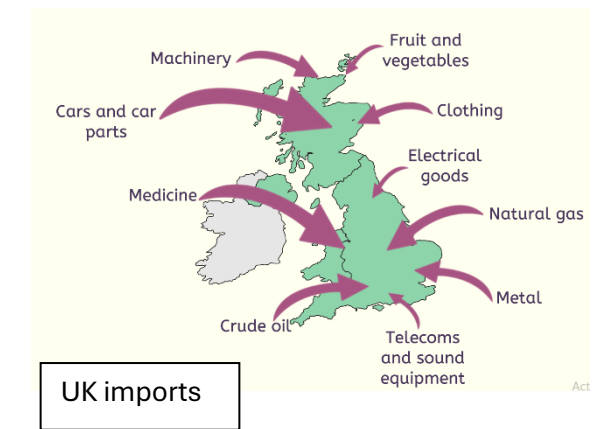 Fruit and
vegetables
Machinery
Cars and car
parts
Clothing
Electrical
goods
Medicine
Natural gas
Metal
Crude oil
Telecoms
and sound
equipment
UK imports
Act